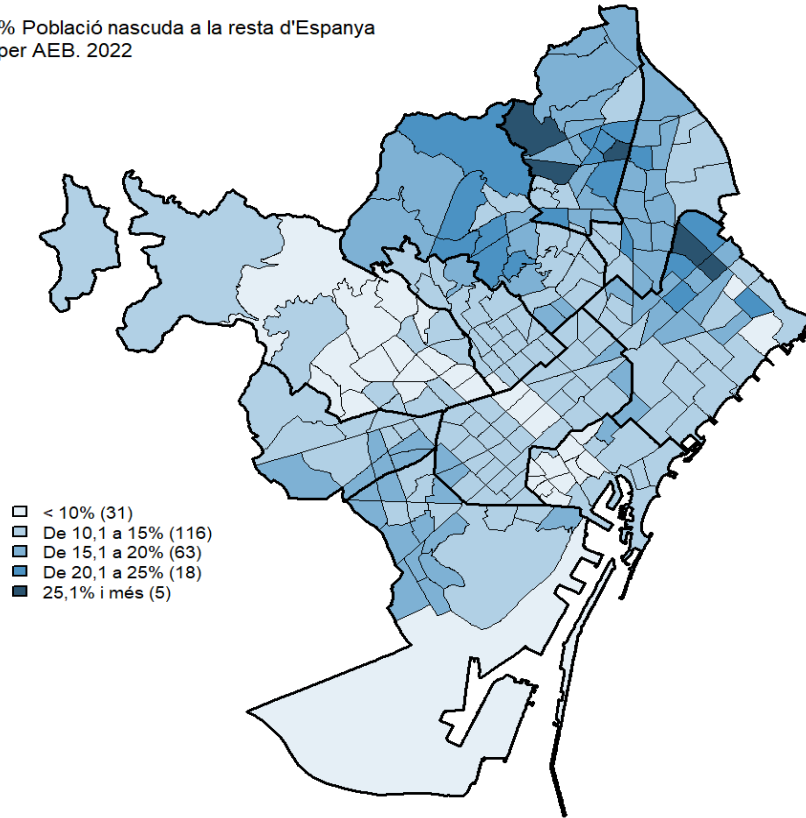 % Població nascuda a la resta d'Espanya
per AEB. 2022
< 10% (31)
De 10,1 a 15% (116)
De 15,1 a 20% (63)
De 20,1 a 25% (18)
25,1% i més (5)